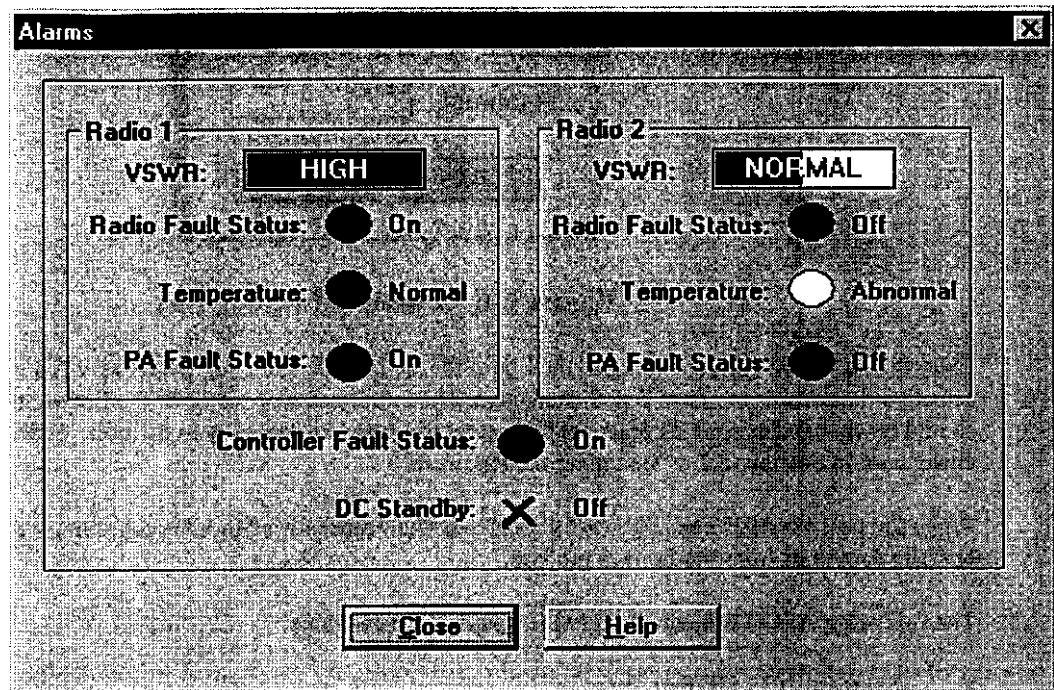 Alarms
Radio 1
VSWR: HIGH
Radio Fault Status: On
Temperature: Normal
PA Fault Status: On
Radio 2
VSWR: NORMAL
Radio Fault Status: Off
Temperature: Abnormal
PA Fault Status: Off
Controller Fault Status: On
DC Standby: Off
Close
Help